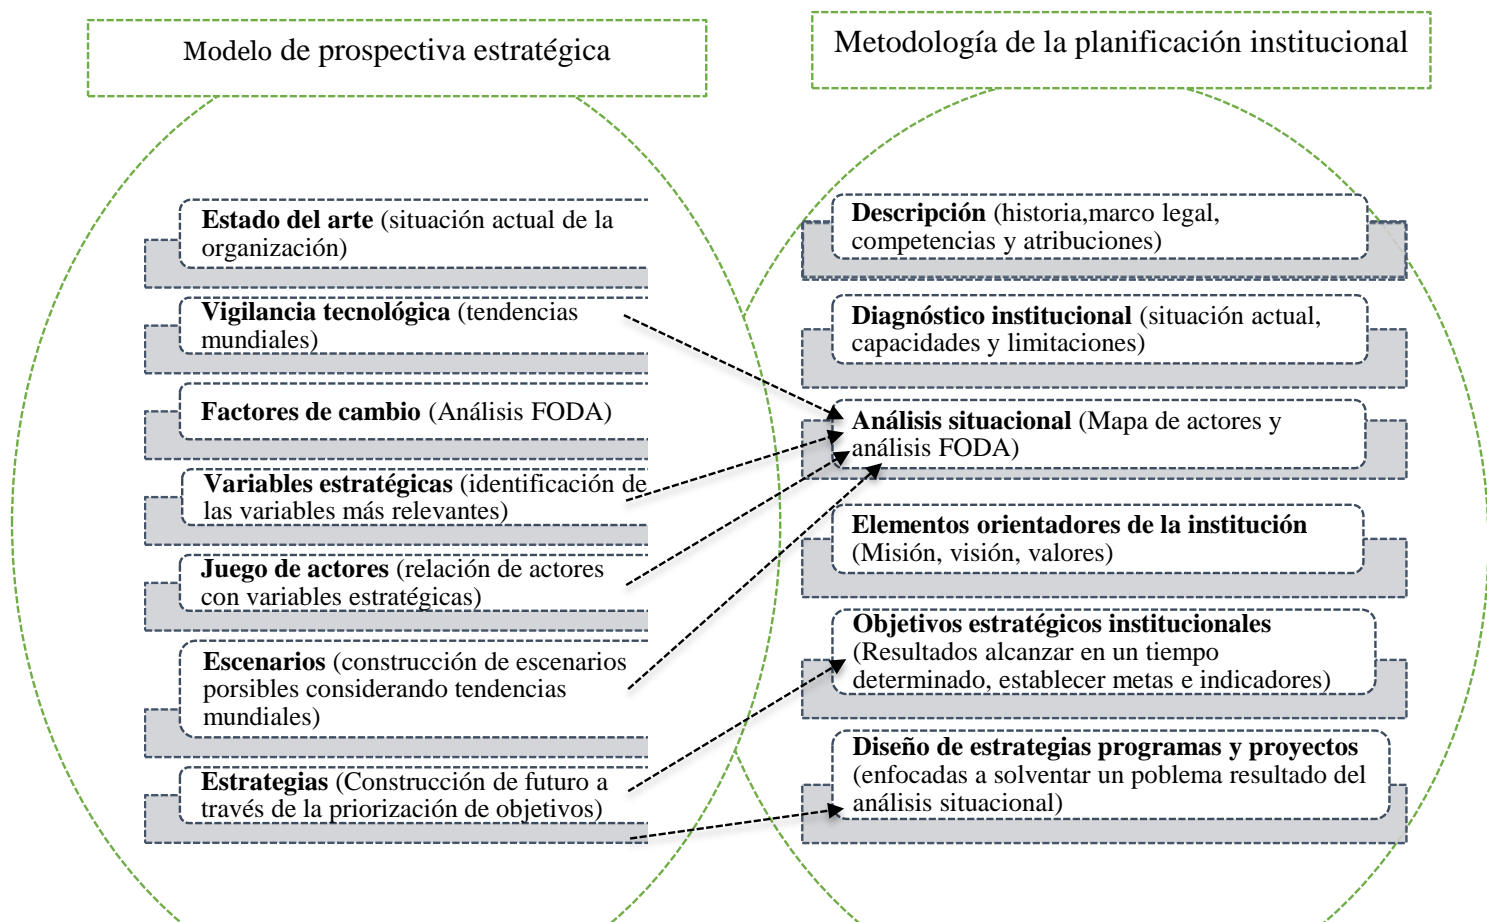 Modelo de prospectiva estratégica
Estado del arte (situación actual de la
organización)
Vigilancia tecnológica (tendencias
mundiales)
Factores de cambio (Análisis FODA)
Variables estratégicas (identificación de
las variables más relevantes)
Juego de actores (relación de actores
con variables estratégicas)
Escenarios (construcción de escenarios
porsibles considerando tendencias
mundiales)
Estrategias (Construcción de futuro a
través de la priorización de objetivos)
Metodología de la planificación institucional
Descripción (historia,marco legal,
competencias y atribuciones)
Diagnóstico institucional (situación actual,
capacidades y limitaciones)
Análisis situacional (Mapa de actores y
análisis FODA)
Elementos orientadores de la institución
(Misión, visión, valores)
Objetivos estratégicos institucionales
(Resultados alcanzar en un tiempo
determinado, establecer metas e indicadores)
Diseño de estrategias programas y proyectos
(enfocadas a solventar un poblema resultado del
análisis situacional)